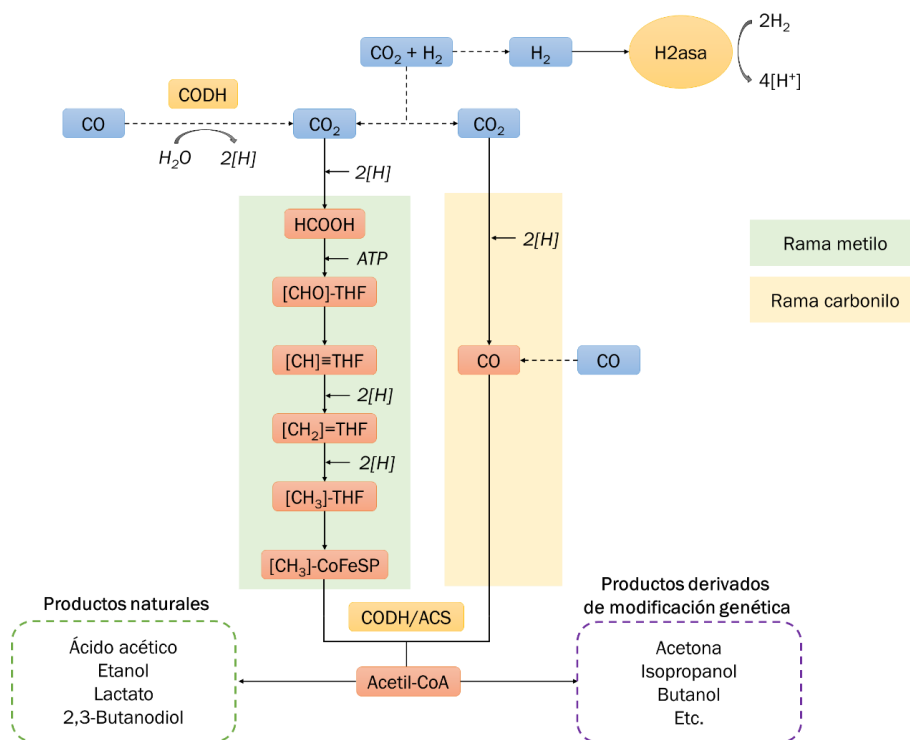 CO₂ + H₂
H₂
H2asa
2H₂
4[H⁺]
CODH
CO
CO₂
CO₂
H₂O
2[H]
2[H]
HCOOH
2[H]
ATP
[CHO]-THF
[CH]≡THF
CO
CO
2[H]
[CH₂]=THF
2[H]
[CH₃]-THF
[CH₃]-CoFeSP
Rama metilo
Rama carbonilo
Productos naturales
Ácido acético
Etanol
Lactato
2,3-Butanodiol
CODH/ACS
Acetil-CoA
Productos derivados
de modificación genética
Acetona
Isopropanol
Butanol
Etc.